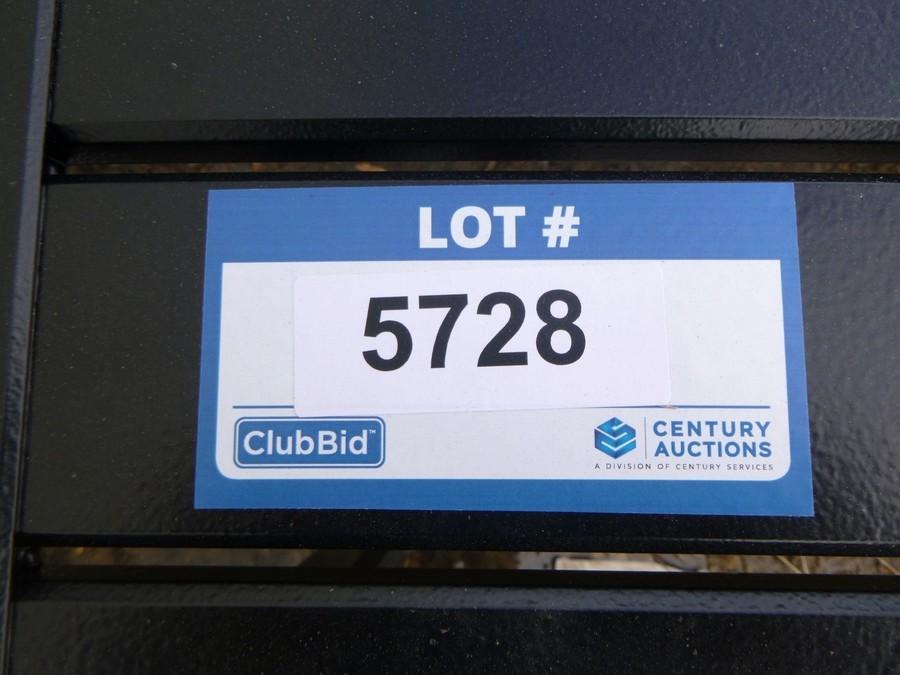 LOT #
5728
ClubBid™
CENTURY
AUCTIONS
A DIVISION OF CENTURY SERVICES